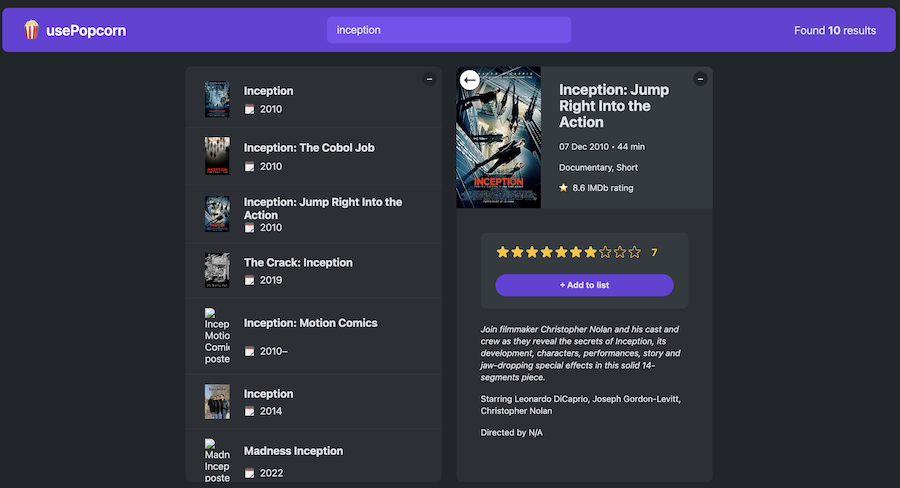 usePopcorn
inception
Found 10 results
–
Inception
2010
Inception: The Cobol Job
2010
Inception: Jump Right Into the
Action
2010
The Crack: Inception
2019
Incep
Motio
Comi
poste
Inception: Motion Comics
2010–
Inception
2014
Madn
Incep
poste
Madness Inception
2022
←
–
INCEPTION
Inception: Jump
Right Into the
Action
07 Dec 2010 • 44 min
Documentary, Short
8.6 IMDb rating
7
+ Add to list
Join filmmaker Christopher Nolan and his cast and
crew as they reveal the secrets of Inception, its
development, characters, performances, story and
jaw-dropping special effects in this solid 14-
segments piece.
Starring Leonardo DiCaprio, Joseph Gordon-Levitt,
Christopher Nolan
Directed by N/A